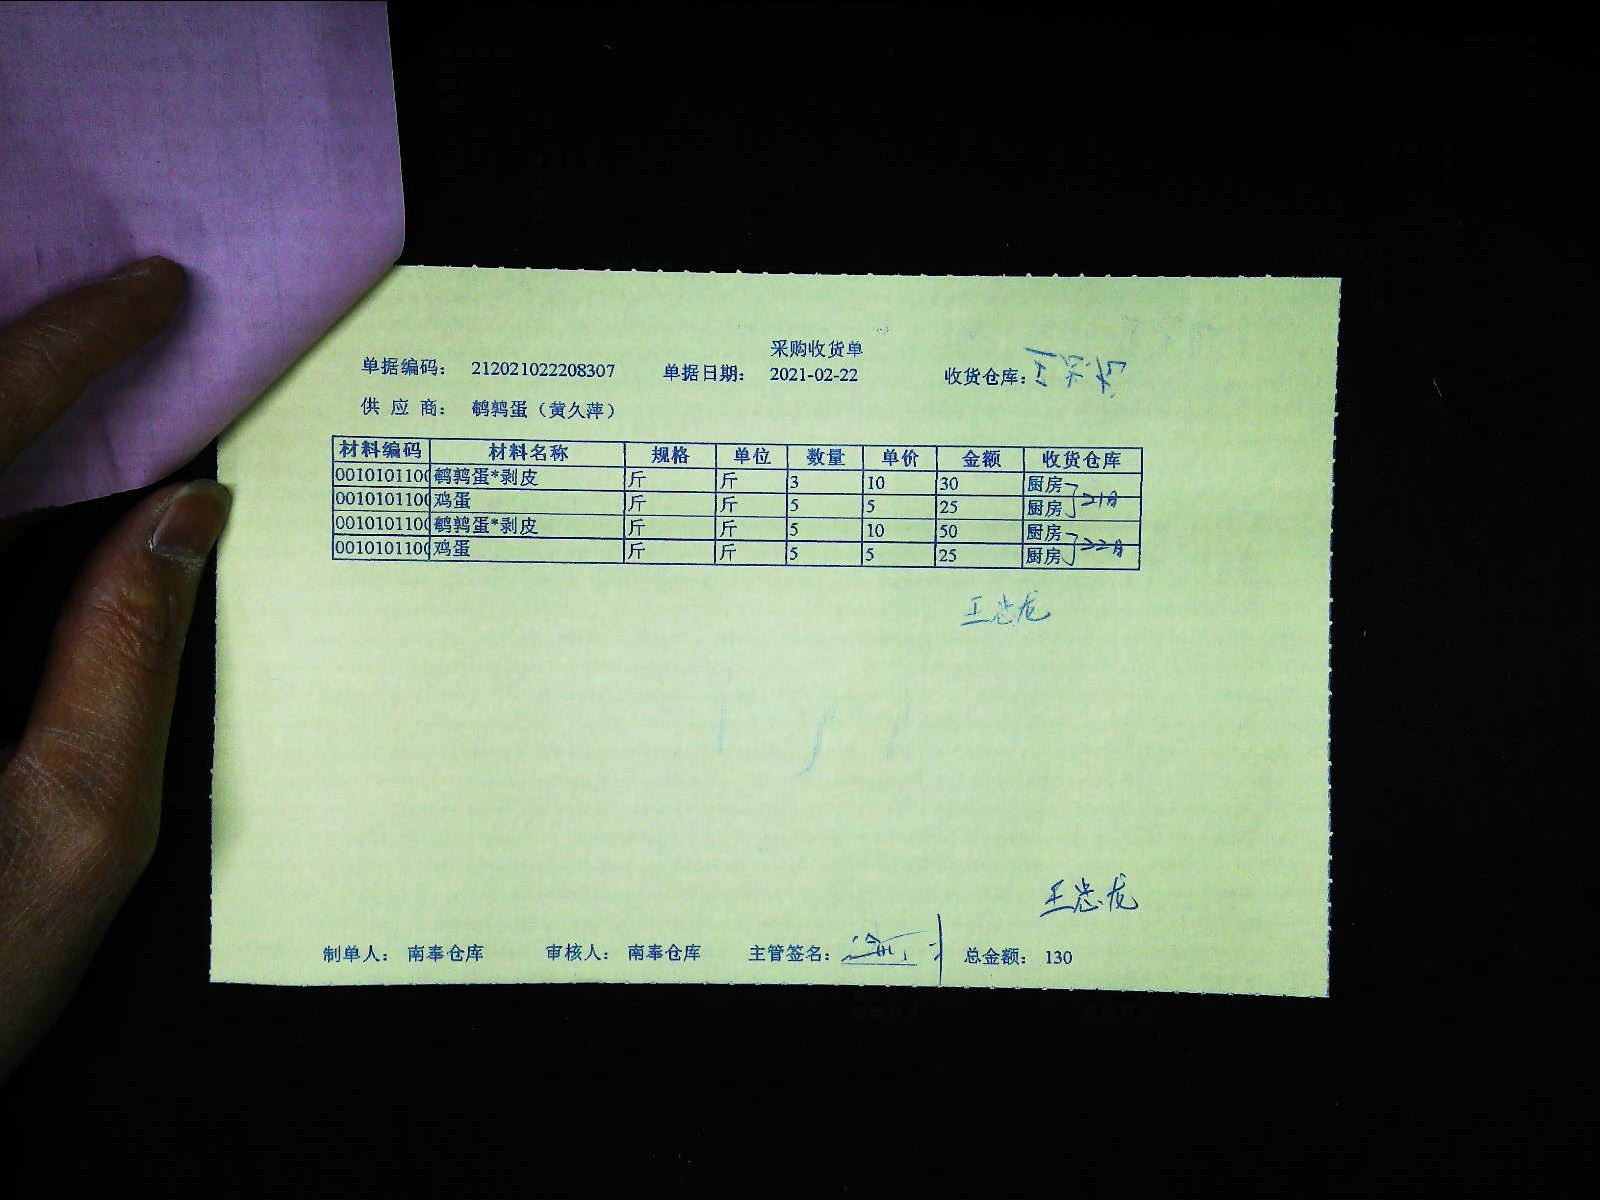 采购收货单
单据编码: 212021022208307 单据日期: 2021-02-22 收货仓库:
供应商: 鹌鹑蛋（黄久萍）
材料编码 材料名称 规格 单位 数量 单价 金额 收货仓库
0010101100 鹌鹑蛋*剥皮 斤 斤 3 10 30 厨房
0010101100 鸡蛋 斤 斤 5 5 25 厨房 21日
0010101100 鹌鹑蛋*剥皮 斤 斤 5 10 50 厨房
0010101100 鸡蛋 斤 斤 5 5 25 厨房 22日
王忠龙
王忠龙
制单人: 南奉仓库 审核人: 南奉仓库 主管签名: 总金额: 130